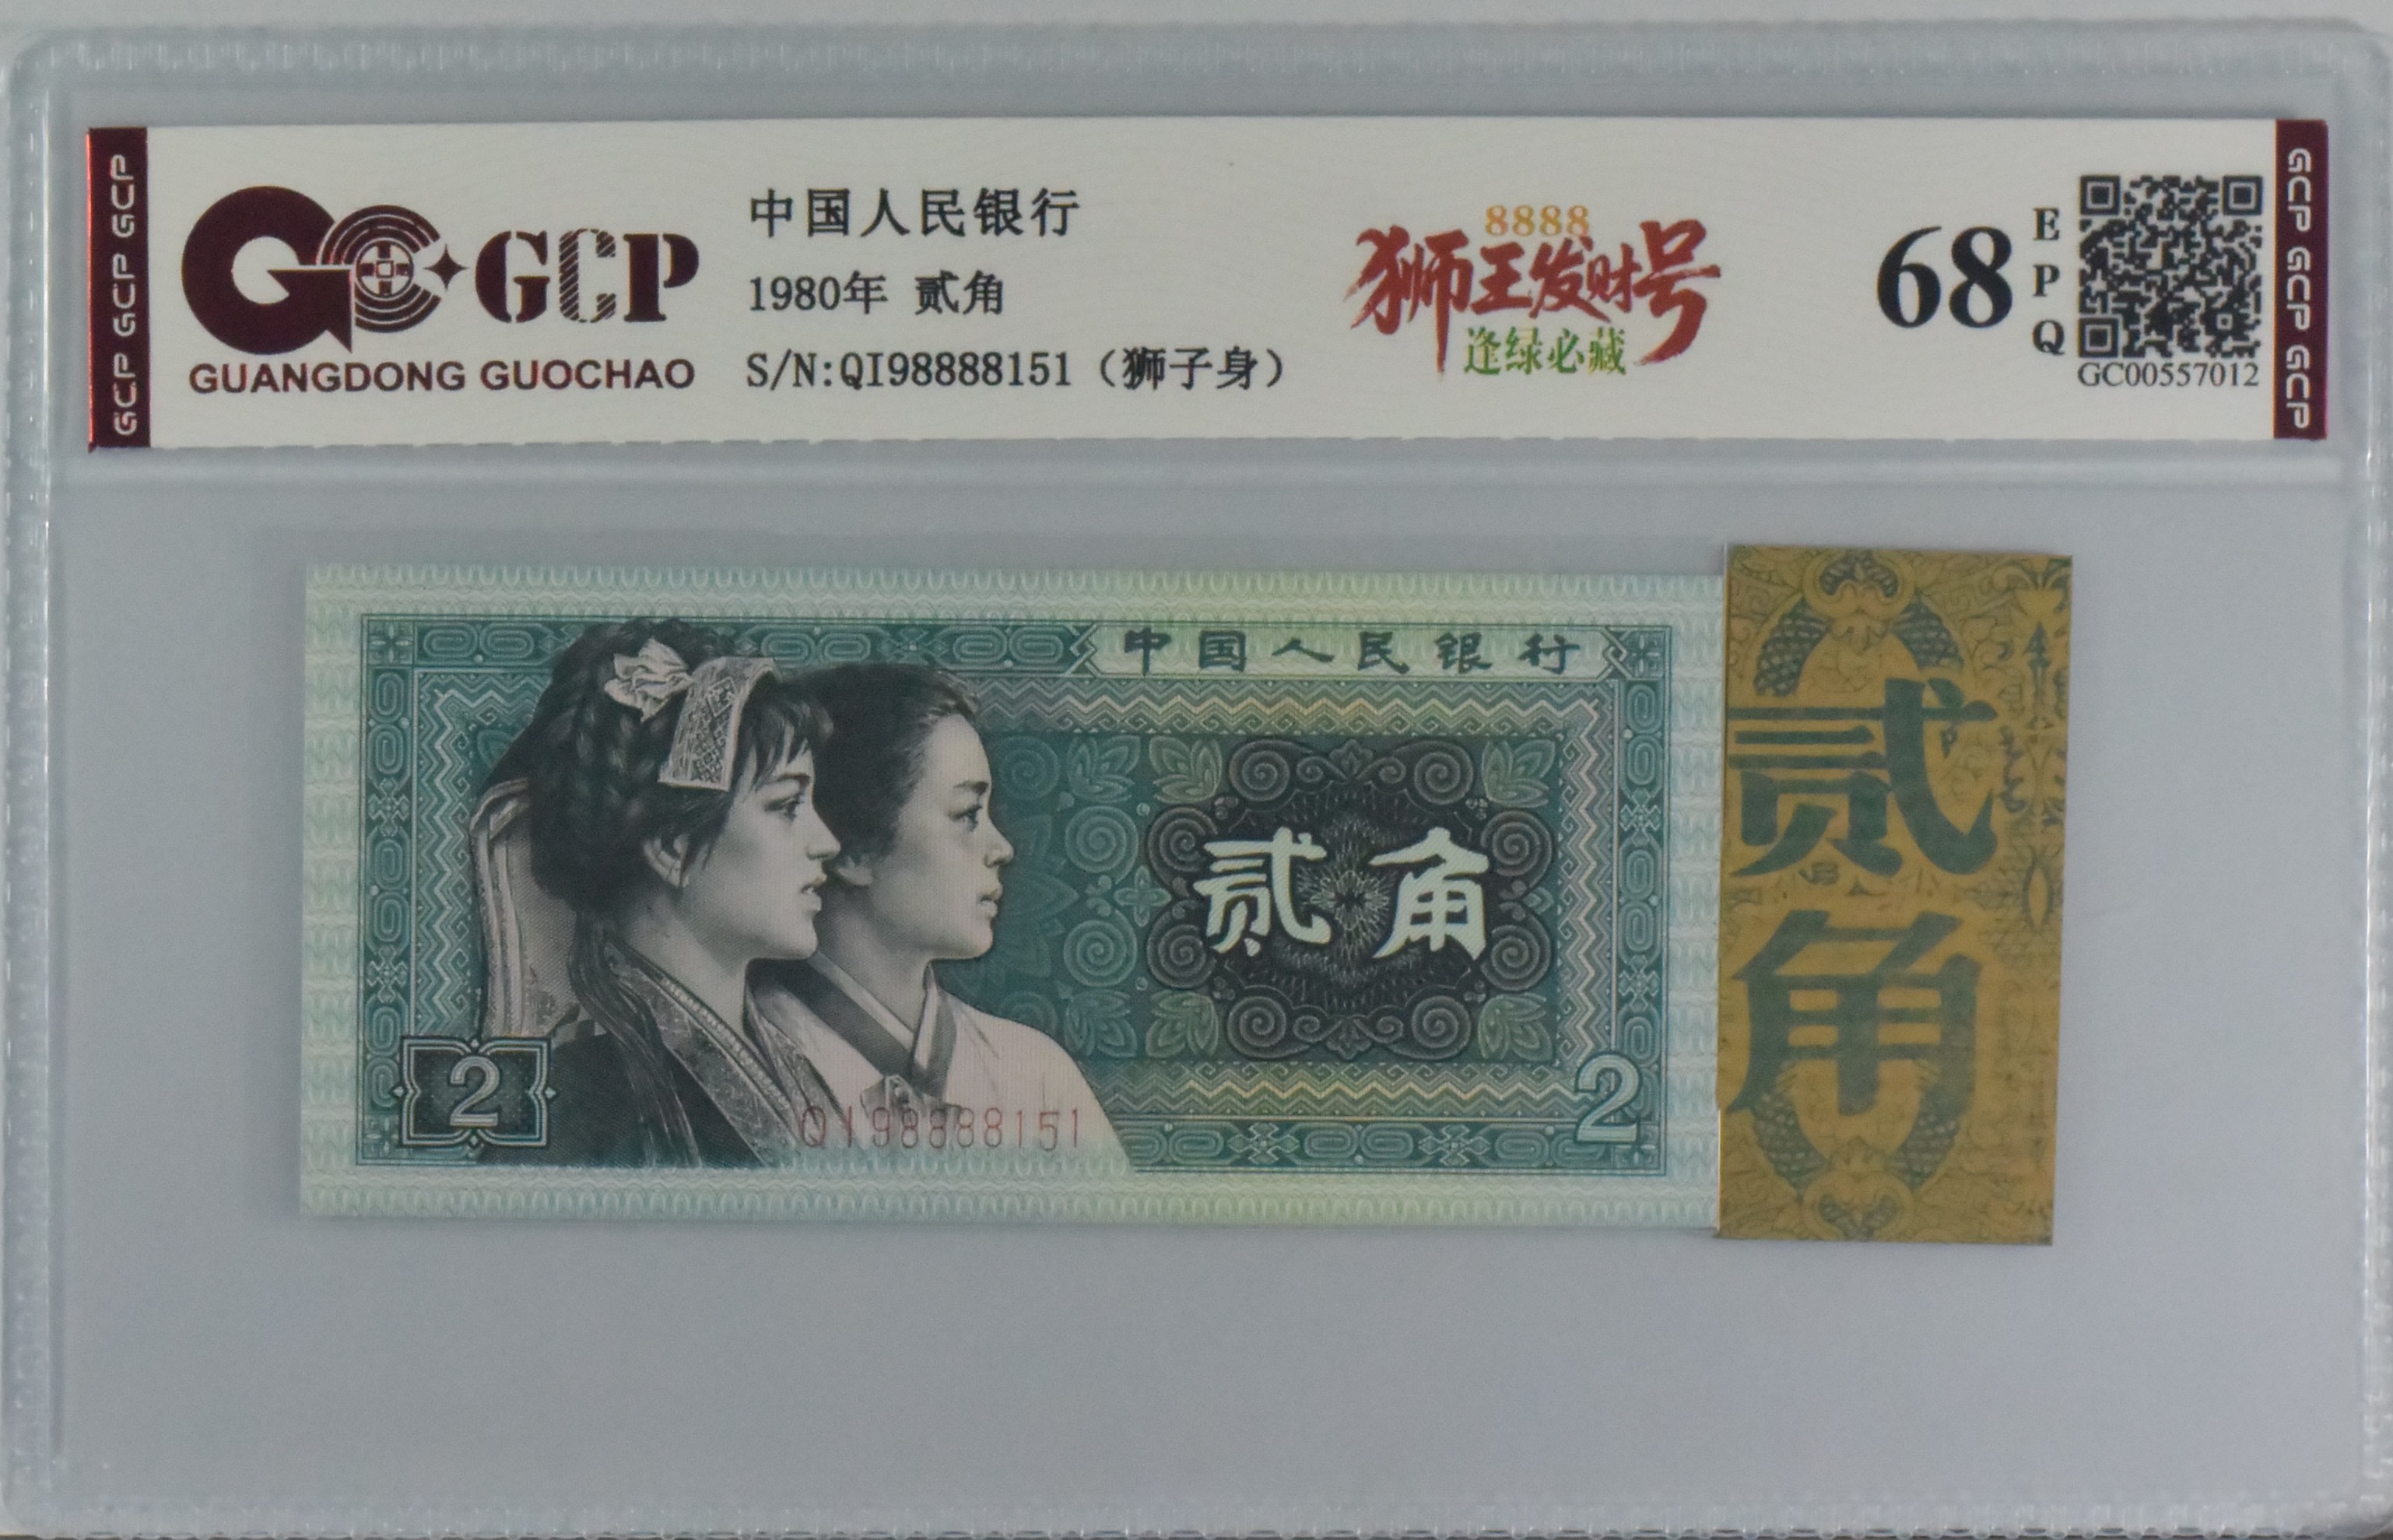 GCP GCP GCP
GCP
GUANGDONG GUOCHAO
中国人民银行
1980年 贰角
S/N:QI98888151（狮子身）
8888
狮王发财号
逢绿必藏
68
EPQ
GC00557012
GCP GCP GCP
中国人民银行
贰角
2
QI98888151
2
贰角